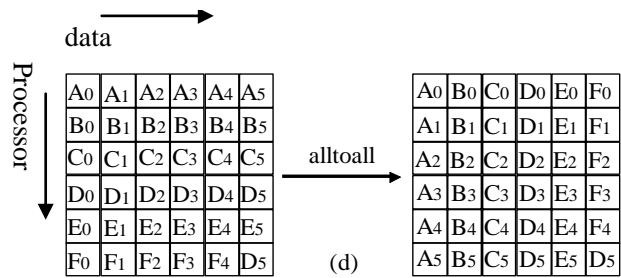 data
Processor
A0 A1 A2 A3 A4 A5
B0 B1 B2 B3 B4 B5
C0 C1 C2 C3 C4 C5
D0 D1 D2 D3 D4 D5
E0 E1 E2 E3 E4 E5
F0 F1 F2 F3 F4 D5
alltoall
(d)
A0 B0 C0 D0 E0 F0
A1 B1 C1 D1 E1 F1
A2 B2 C2 D2 E2 F2
A3 B3 C3 D3 E3 F3
A4 B4 C4 D4 E4 F4
A5 B5 C5 D5 E5 D5